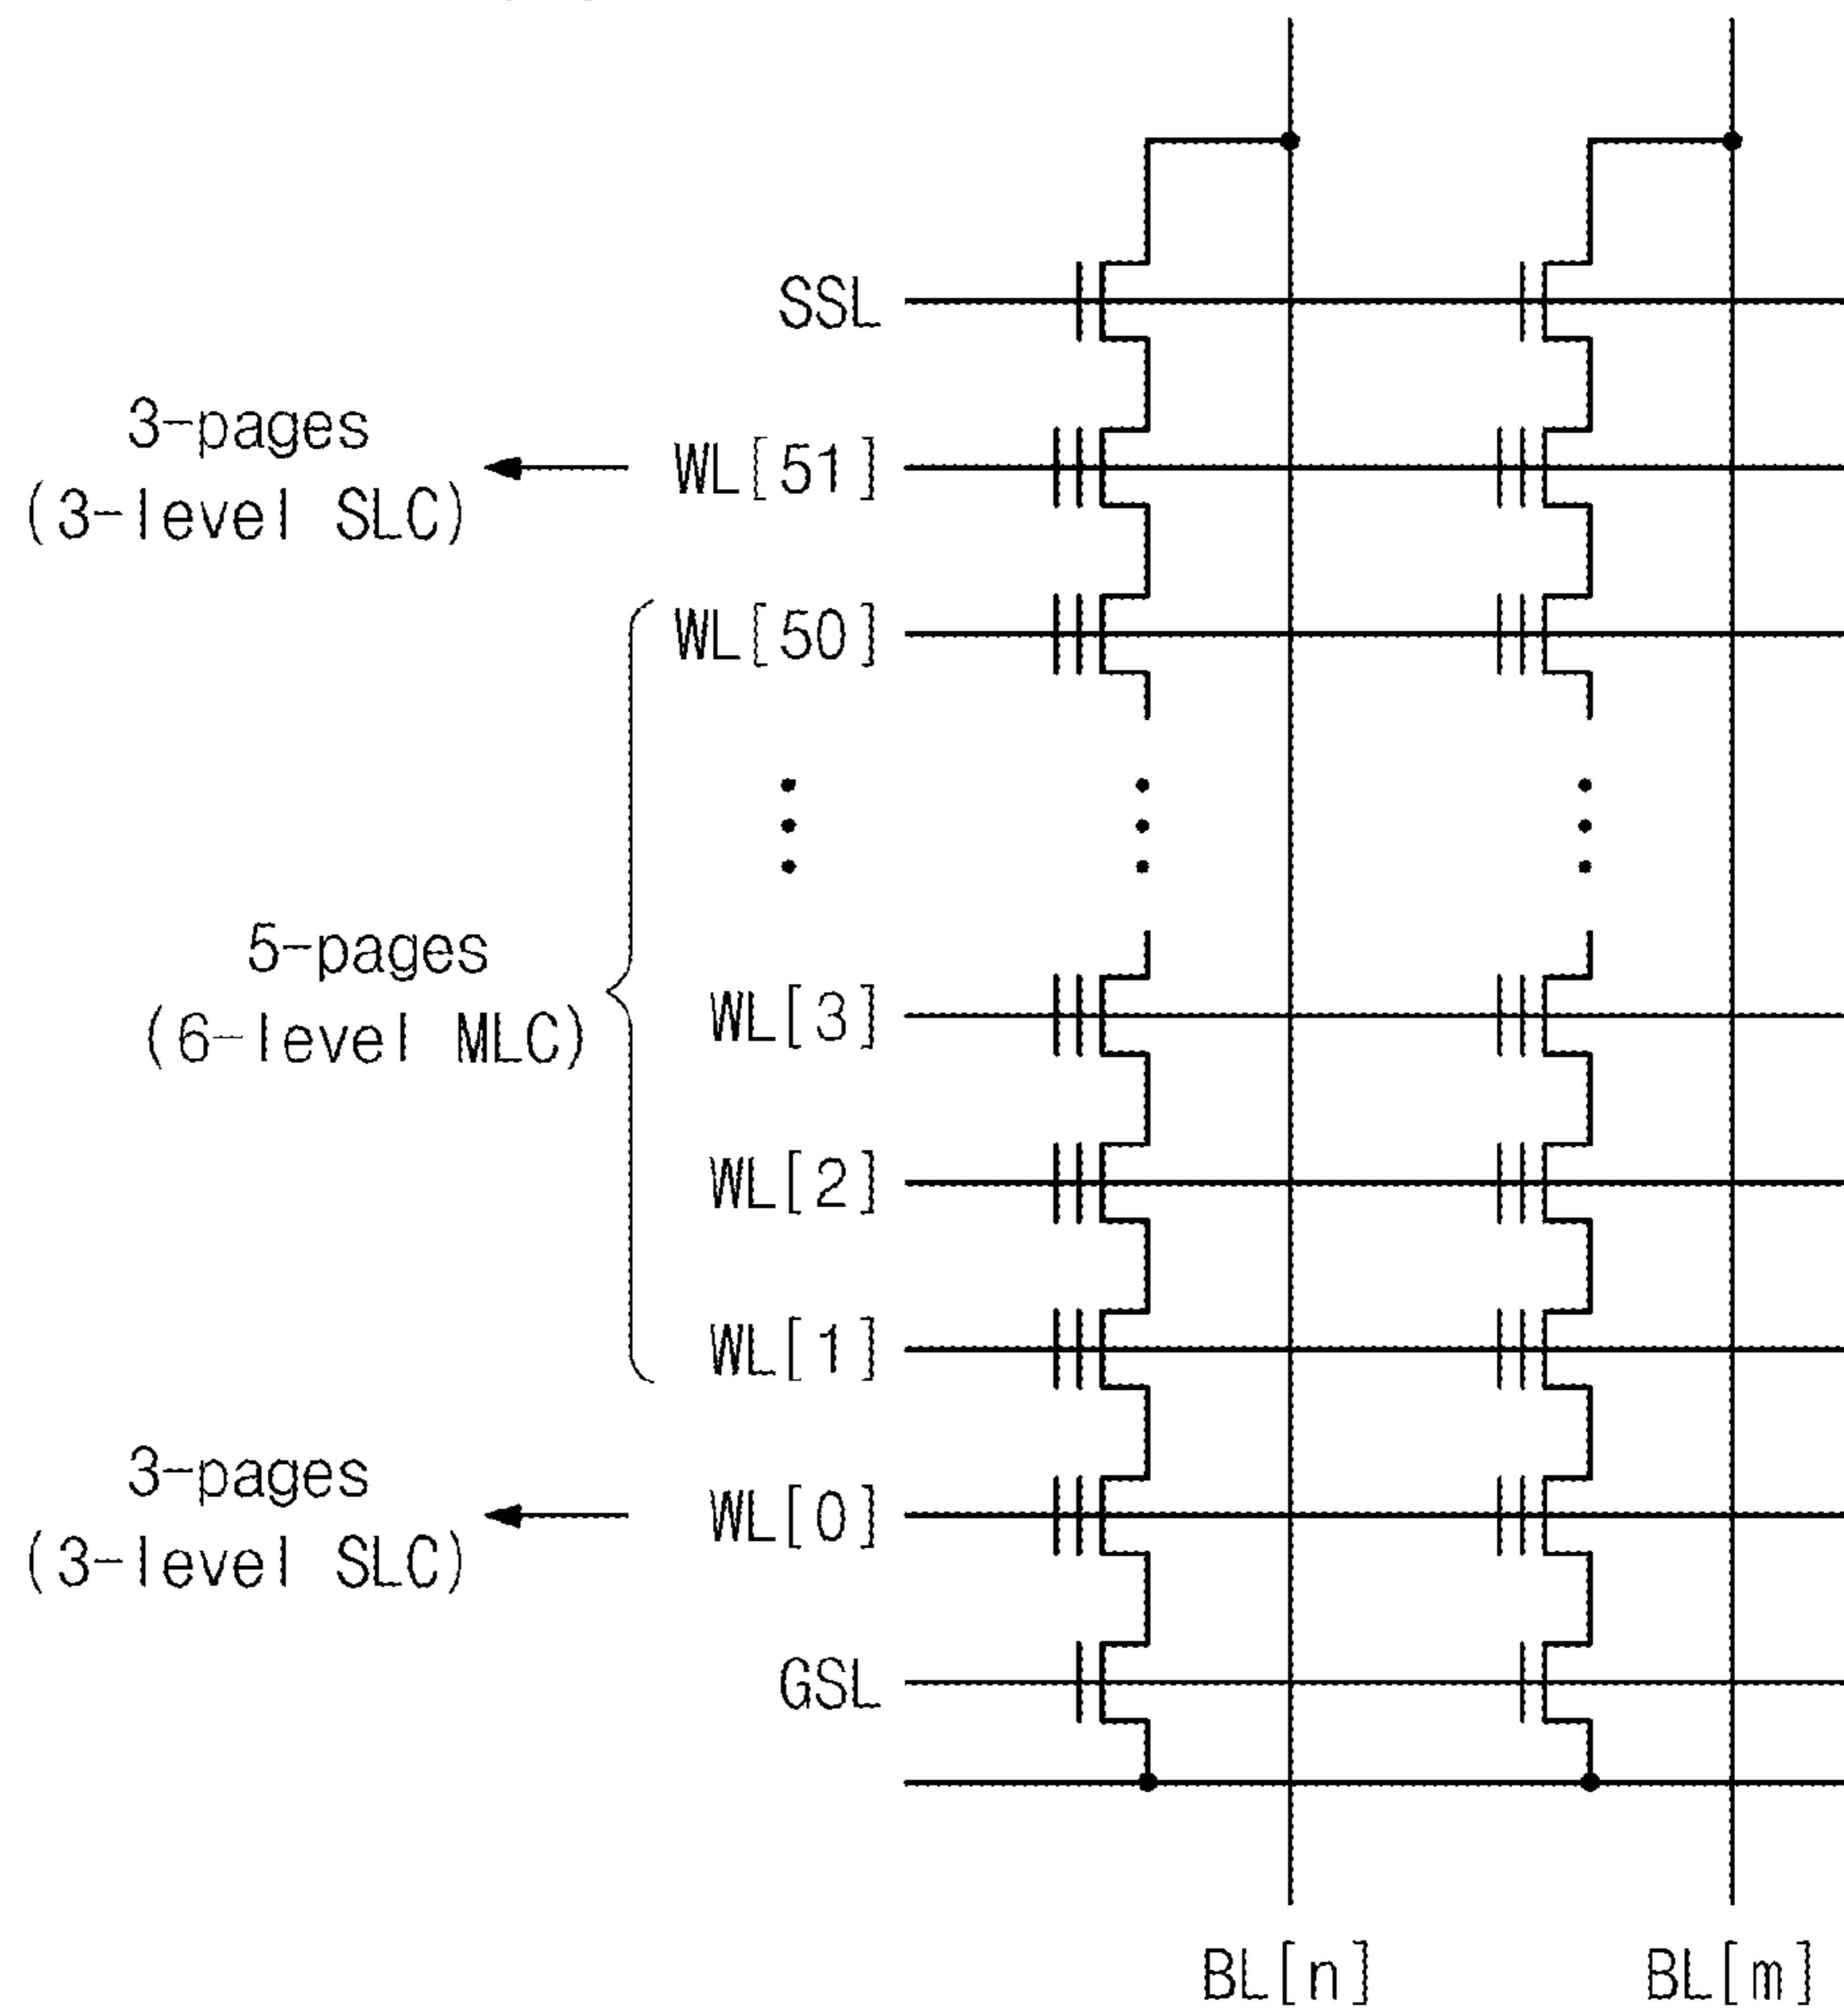 SSL
3-pages
(3-level SLC)
WL[51]
WL[50]
5-pages
(6-level MLC)
WL[3]
WL[2]
WL[1]
3-pages
(3-level SLC)
WL[0]
GSL
BL[n]
BL[m]